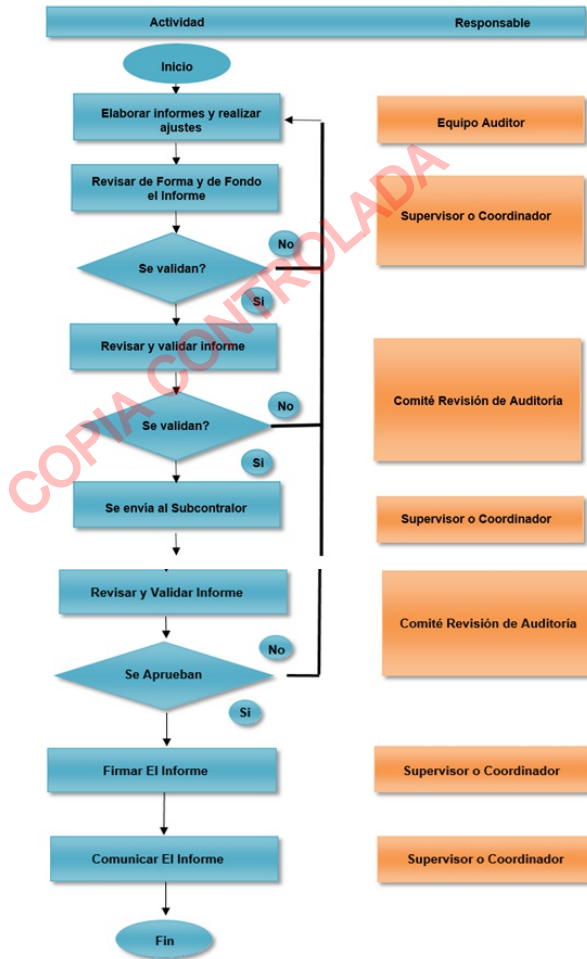 Actividad Responsable
Inicio
Elaborar informes y realizar
ajustes
Equipo Auditor
Revisar de Forma y de Fondo
el Informe
Supervisor o Coordinador
No
Se validan?
Si
Revisar y validar informe
Comité Revisión de Auditoría
No
Se validan?
Si
Se envía al Subcontralor
Supervisor o Coordinador
Revisar y Validar Informe
Comité Revisión de Auditoría
No
Se Aprueban
Si
Firmar El Informe
Supervisor o Coordinador
Comunicar El Informe
Supervisor o Coordinador
Fin
COPIA CONTROLADA